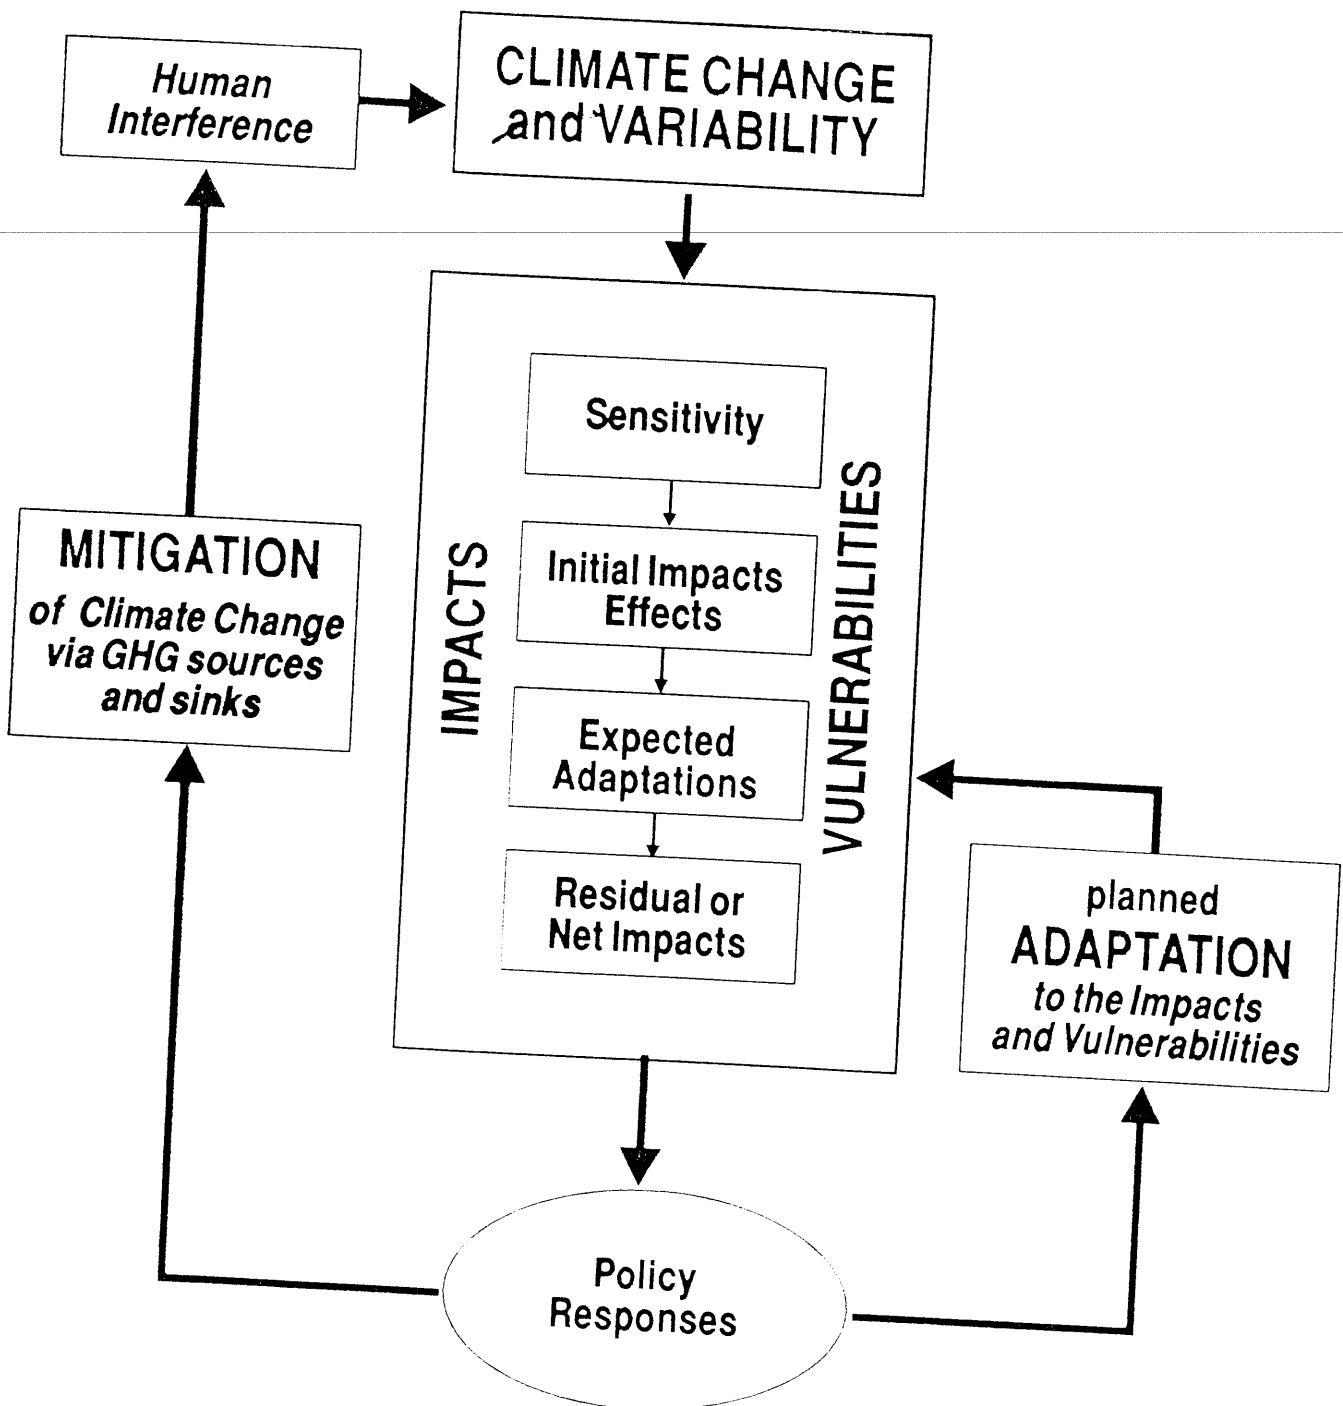 Human
Interference
CLIMATE CHANGE
and VARIABILITY
Sensitivity
Initial Impacts
Effects
Expected
Adaptations
Residual or
Net Impacts
IMPACTS
VULNERABILITIES
MITIGATION
of Climate Change
via GHG sources
and sinks
planned
ADAPTATION
to the Impacts
and Vulnerabilities
Policy
Responses